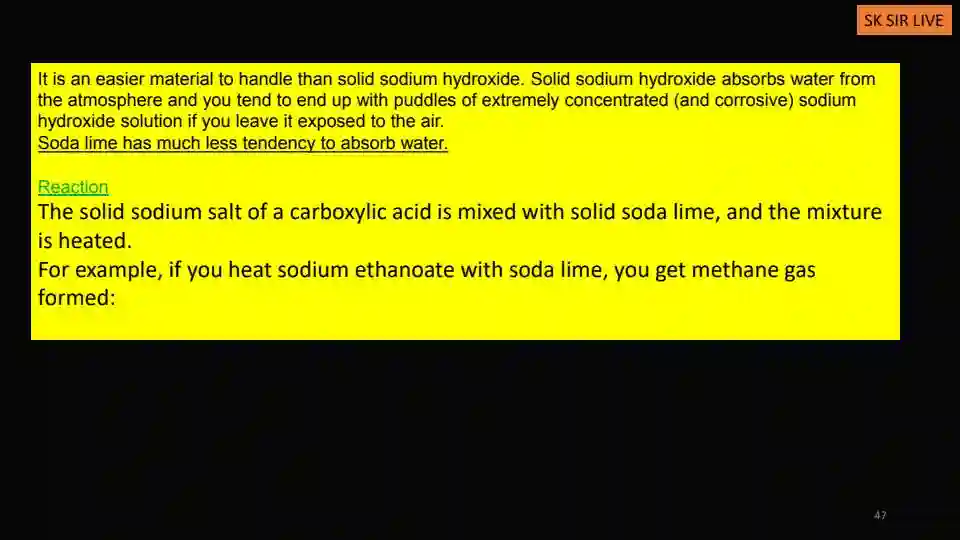 SK SIR LIVE
It is an easier material to handle than solid sodium hydroxide. Solid sodium hydroxide absorbs water from
the atmosphere and you tend to end up with puddles of extremely concentrated (and corrosive) sodium
hydroxide solution if you leave it exposed to the air.
Soda lime has much less tendency to absorb water.
Reaction
The solid sodium salt of a carboxylic acid is mixed with solid soda lime, and the mixture
is heated.
For example, if you heat sodium ethanoate with soda lime, you get methane gas
formed:
47